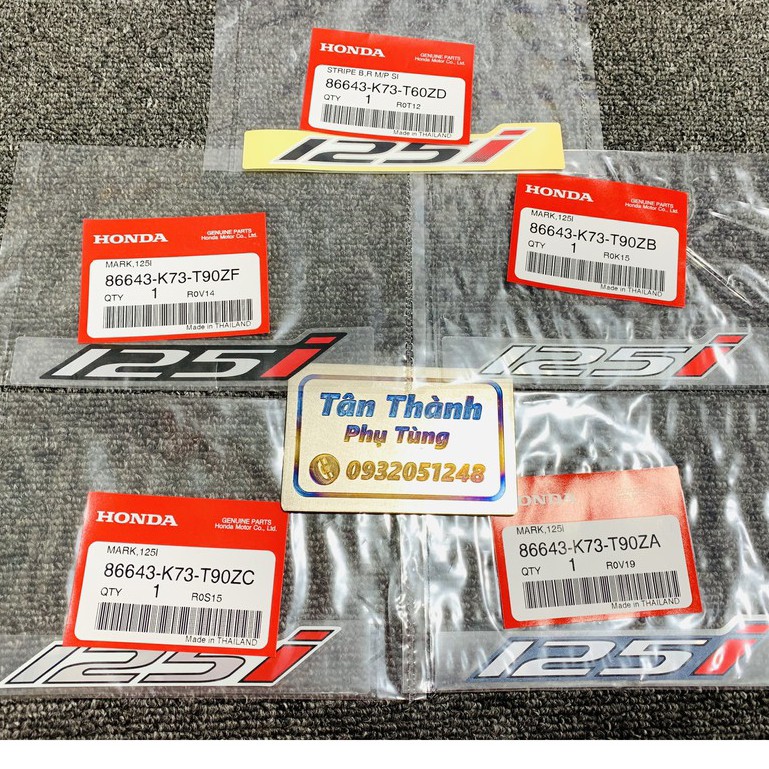 HONDA
GENUINE PARTS
Honda Motor Co., Ltd.
STRIPE B,R M/P SI
86643-K73-T60ZD
QTY 1 R0T12
Made in THAILAND
125i
HONDA
GENUINE PARTS
Honda Motor Co., Ltd.
MARK,125I
86643-K73-T90ZF
QTY 1 R0V14
Made in THAILAND
125i
HONDA
GENUINE PARTS
Honda Motor Co., Ltd.
MARK,125I
86643-K73-T90ZB
QTY 1 R0K15
Made in THAILAND
125i
Tân Thành
Phụ Tùng
0932051248
HONDA
GENUINE PARTS
Honda Motor Co., Ltd.
MARK,125I
86643-K73-T90ZC
QTY 1 R0S15
Made in THAILAND
125i
HONDA
MARK,125I
86643-K73-T90ZA
QTY 1 R0V19
Made in THAILAND
125i